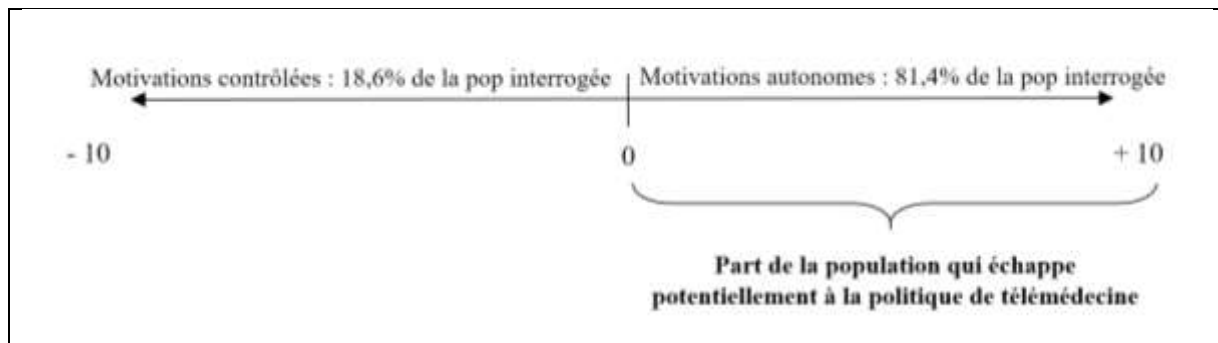 Motivations contrôlées : 18,6% de la pop interrogée
Motivations autonomes : 81,4% de la pop interrogée
- 10
0
+ 10
Part de la population qui échappe
potentiellement à la politique de télémédecine